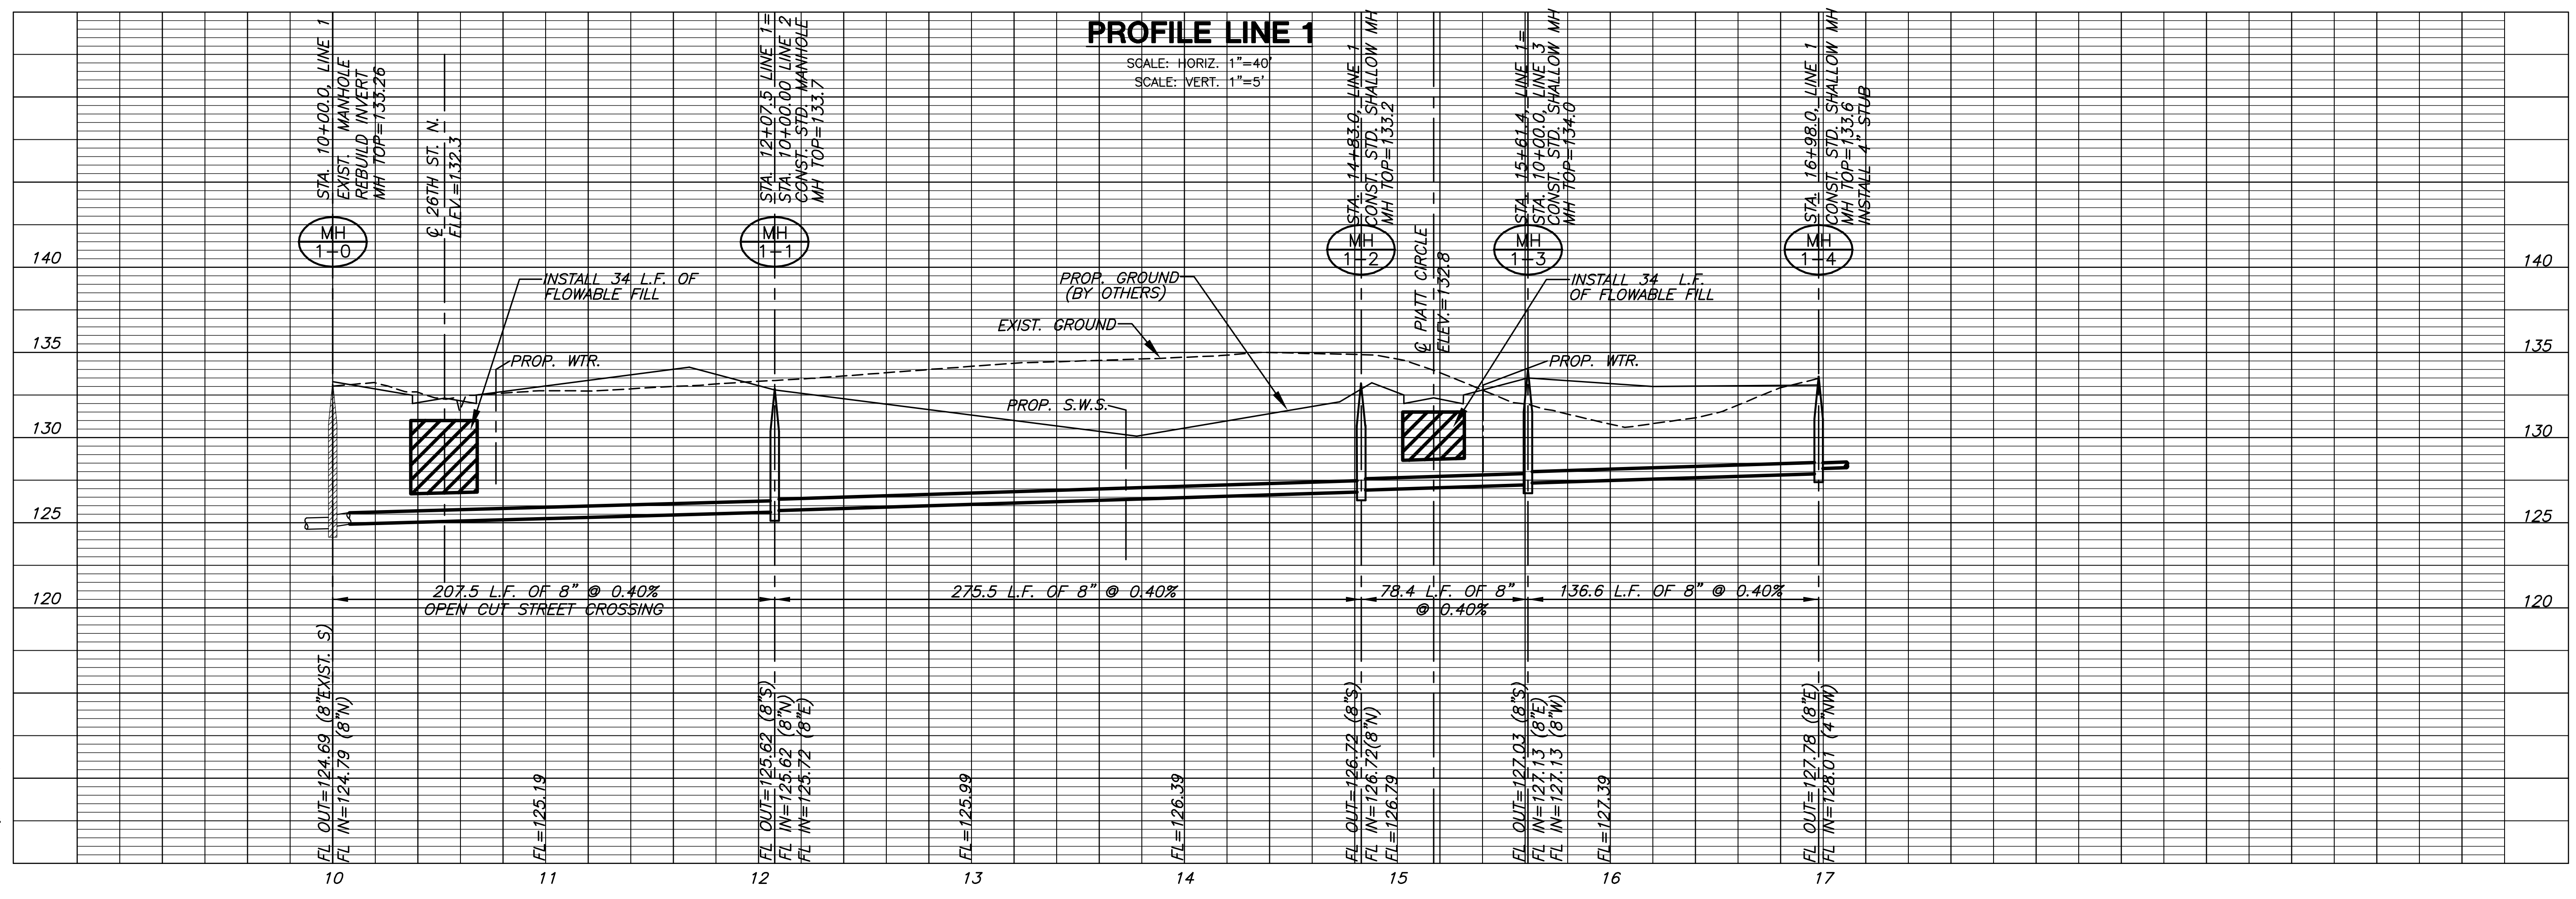 PROFILE LINE 1
SCALE: HORIZ. 1"=40'
SCALE: VERT. 1"=5'
STA. 10+00.0, LINE 1
EXIST. MANHOLE
REBUILD INVERT
MH TOP=133.26
℄ 26TH ST. N.
ELEV.=132.3
STA. 12+07.5 LINE 1=
STA. 10+00.00 LINE 2
CONST. STD. MANHOLE
MH TOP=133.7
STA. 14+83.0, LINE 1
CONST. STD. SHALLOW MH
MH TOP=133.2
℄ PIATT CIRCLE
ELEV.=132.8
STA. 15+61.4, LINE 1=
STA. 10+00.0, LINE 3
CONST. STD. SHALLOW MH
MH TOP=134.0
STA. 16+98.0, LINE 1
CONST. STD. SHALLOW MH
MH TOP=133.6
INSTALL 4" STUB
MH
1-0
MH
1-1
MH
1-2
MH
1-3
MH
1-4
140
140
INSTALL 34 L.F. OF
FLOWABLE FILL
PROP. GROUND
(BY OTHERS)
INSTALL 34 L.F.
OF FLOWABLE FILL
EXIST. GROUND
135
135
PROP. WTR.
PROP. WTR.
PROP. S.W.S.
130
130
125
125
120
120
207.5 L.F. OF 8" @ 0.40%
OPEN CUT STREET CROSSING
275.5 L.F. OF 8" @ 0.40%
78.4 L.F. OF 8"
@ 0.40%
136.6 L.F. OF 8" @ 0.40%
FL OUT=124.69 (8"EXIST. S)
FL IN=124.79 (8"N)
FL=125.19
FL OUT=125.62 (8"S)
FL IN=125.62 (8"N)
FL IN=125.72 (8"E)
FL=125.99
FL=126.39
FL OUT=126.72 (8"S)
FL IN=126.72(8"N)
FL=126.79
FL OUT=127.03 (8"S)
FL IN=127.13 (8"E)
FL IN=127.13 (8"W)
FL=127.39
FL OUT=127.78 (8"E)
FL IN=128.01 (4"NW)
10
11
12
13
14
15
16
17